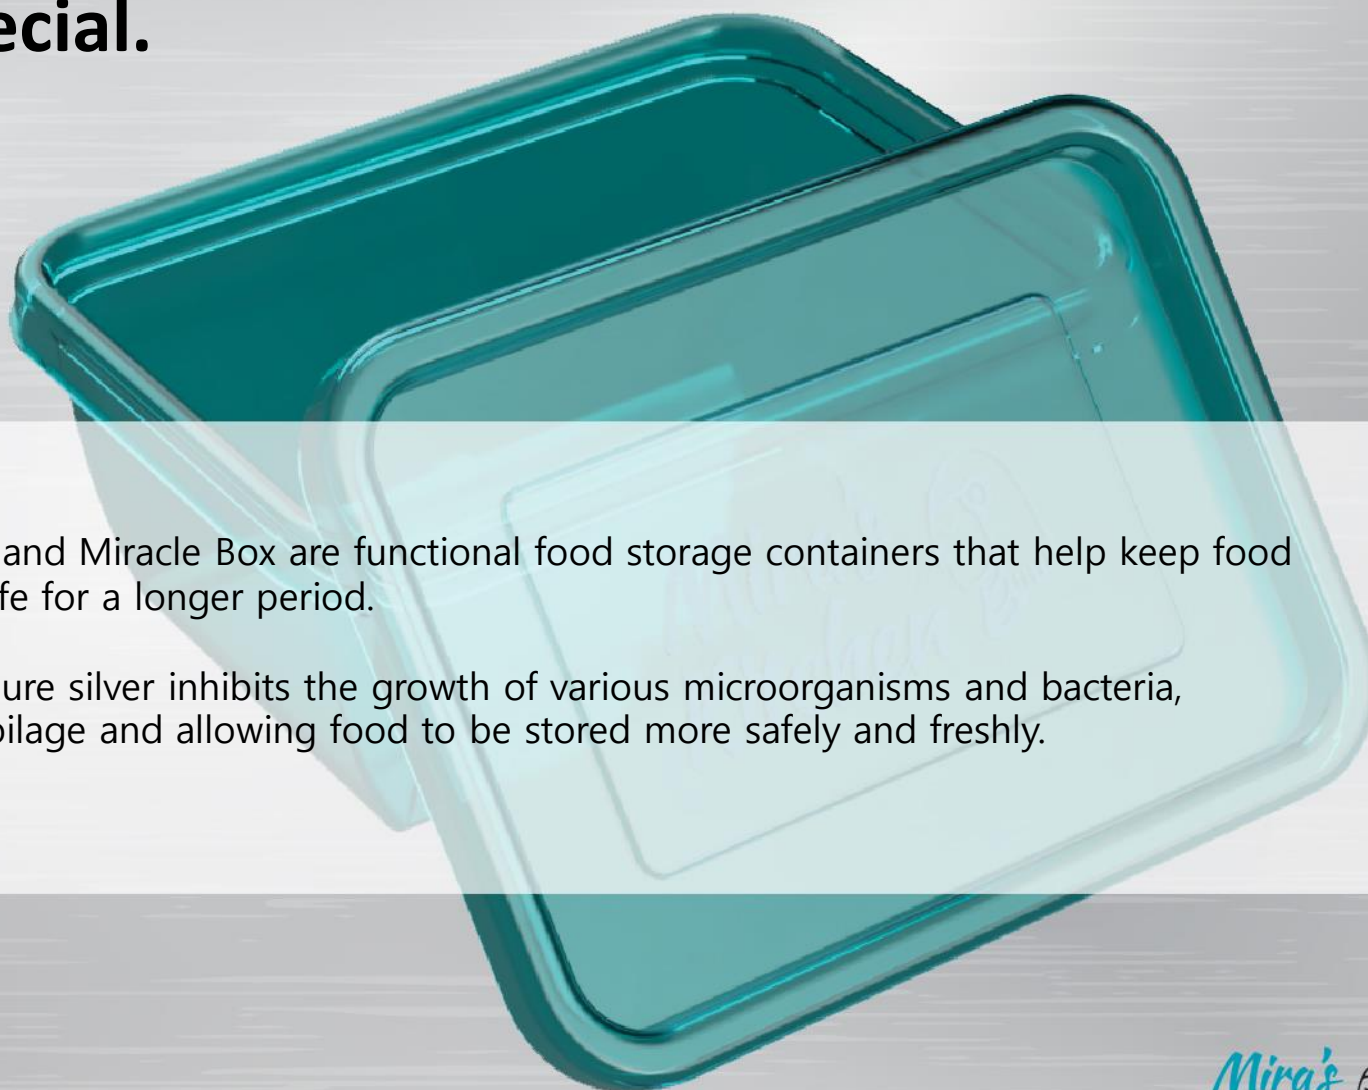 ecial.
and Miracle Box are functional food storage containers that help keep food
fe for a longer period.
ure silver inhibits the growth of various microorganisms and bacteria,
oilage and allowing food to be stored more safely and freshly.
Mira's